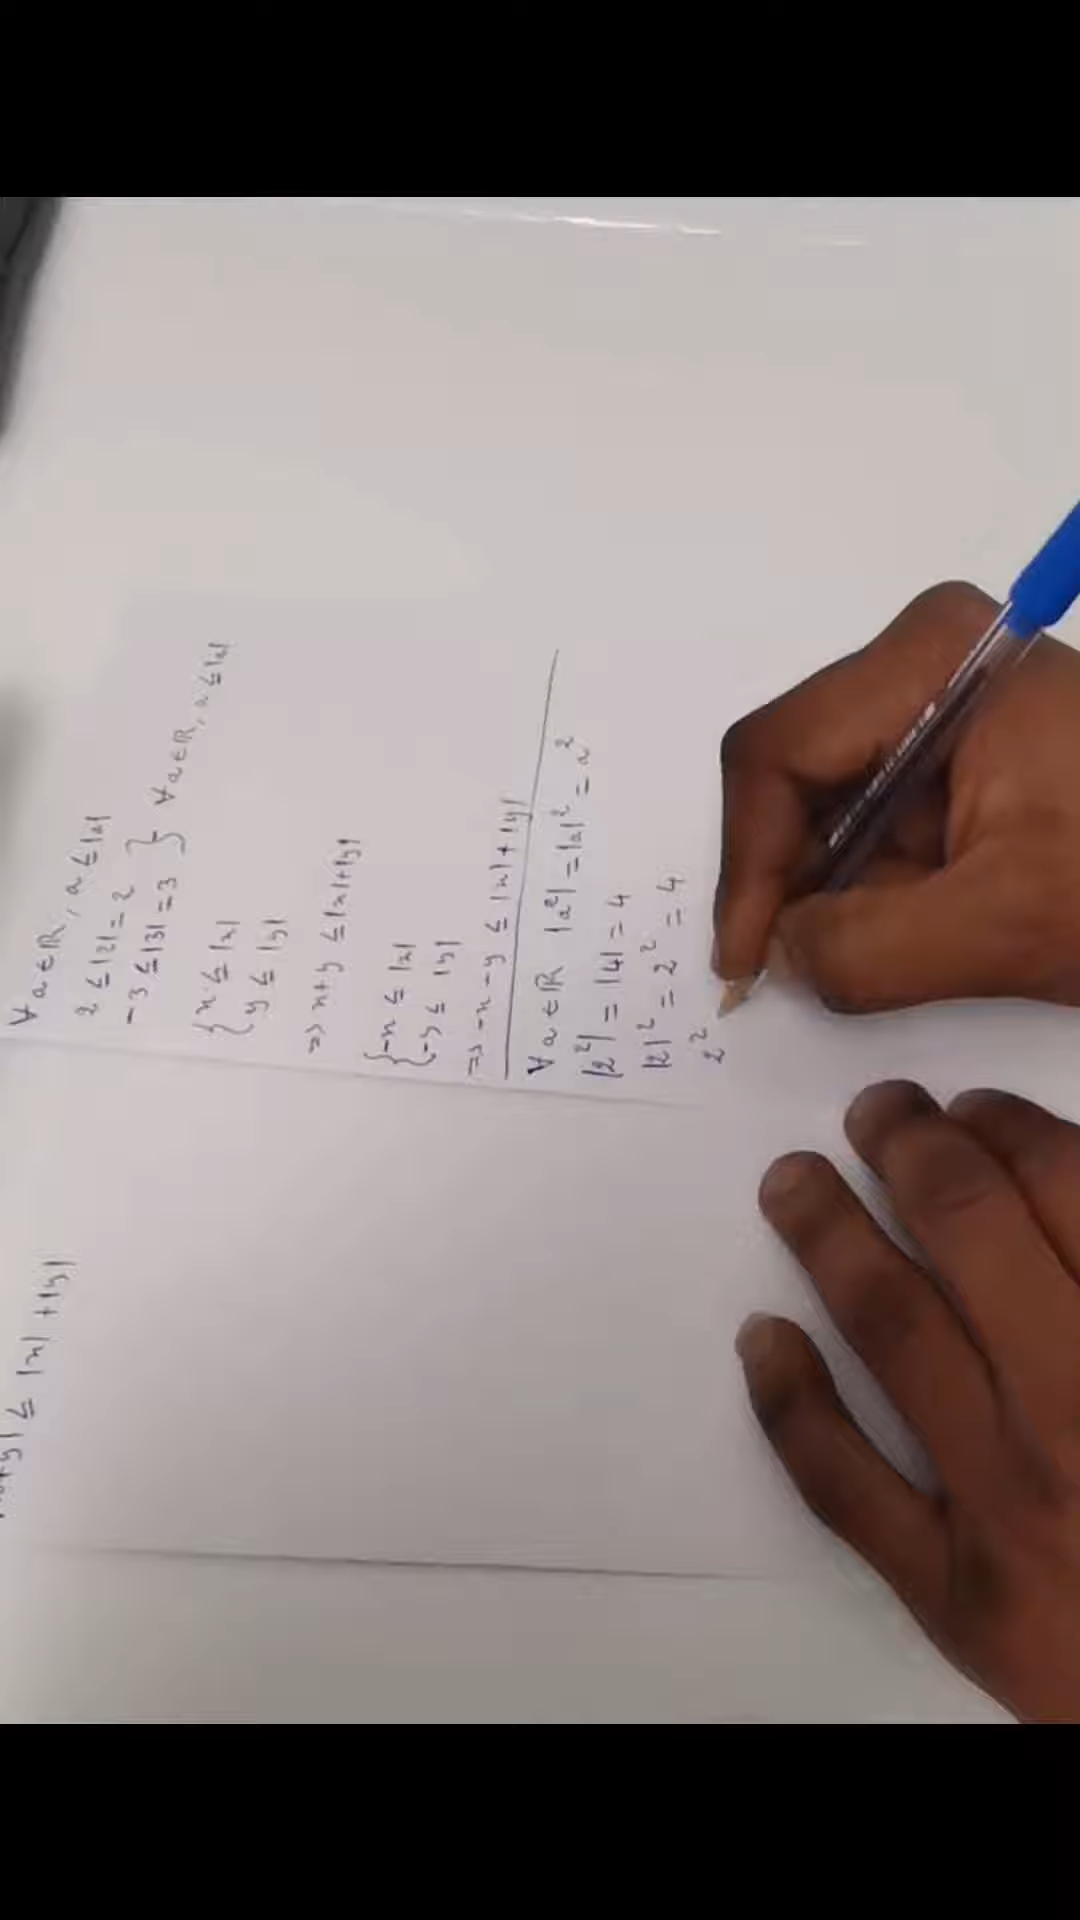 |x+y| ≤ |x| + |y|
∀ a ∈ ℝ, a ≤ |a|
2 ≤ |2| = 2
-3 ≤ |3| = 3 } ∀ a ∈ ℝ, a ≤ |a|
{ x ≤ |x|
y ≤ |y|
=> x+y ≤ |x|+|y|
{ -x ≤ |x|
-y ≤ |y|
=> -x-y ≤ |x|+|y|
∀ a ∈ ℝ |a²| = |a|² = a²
|2²| = |4| = 4
|2|² = 2² = 4
2²